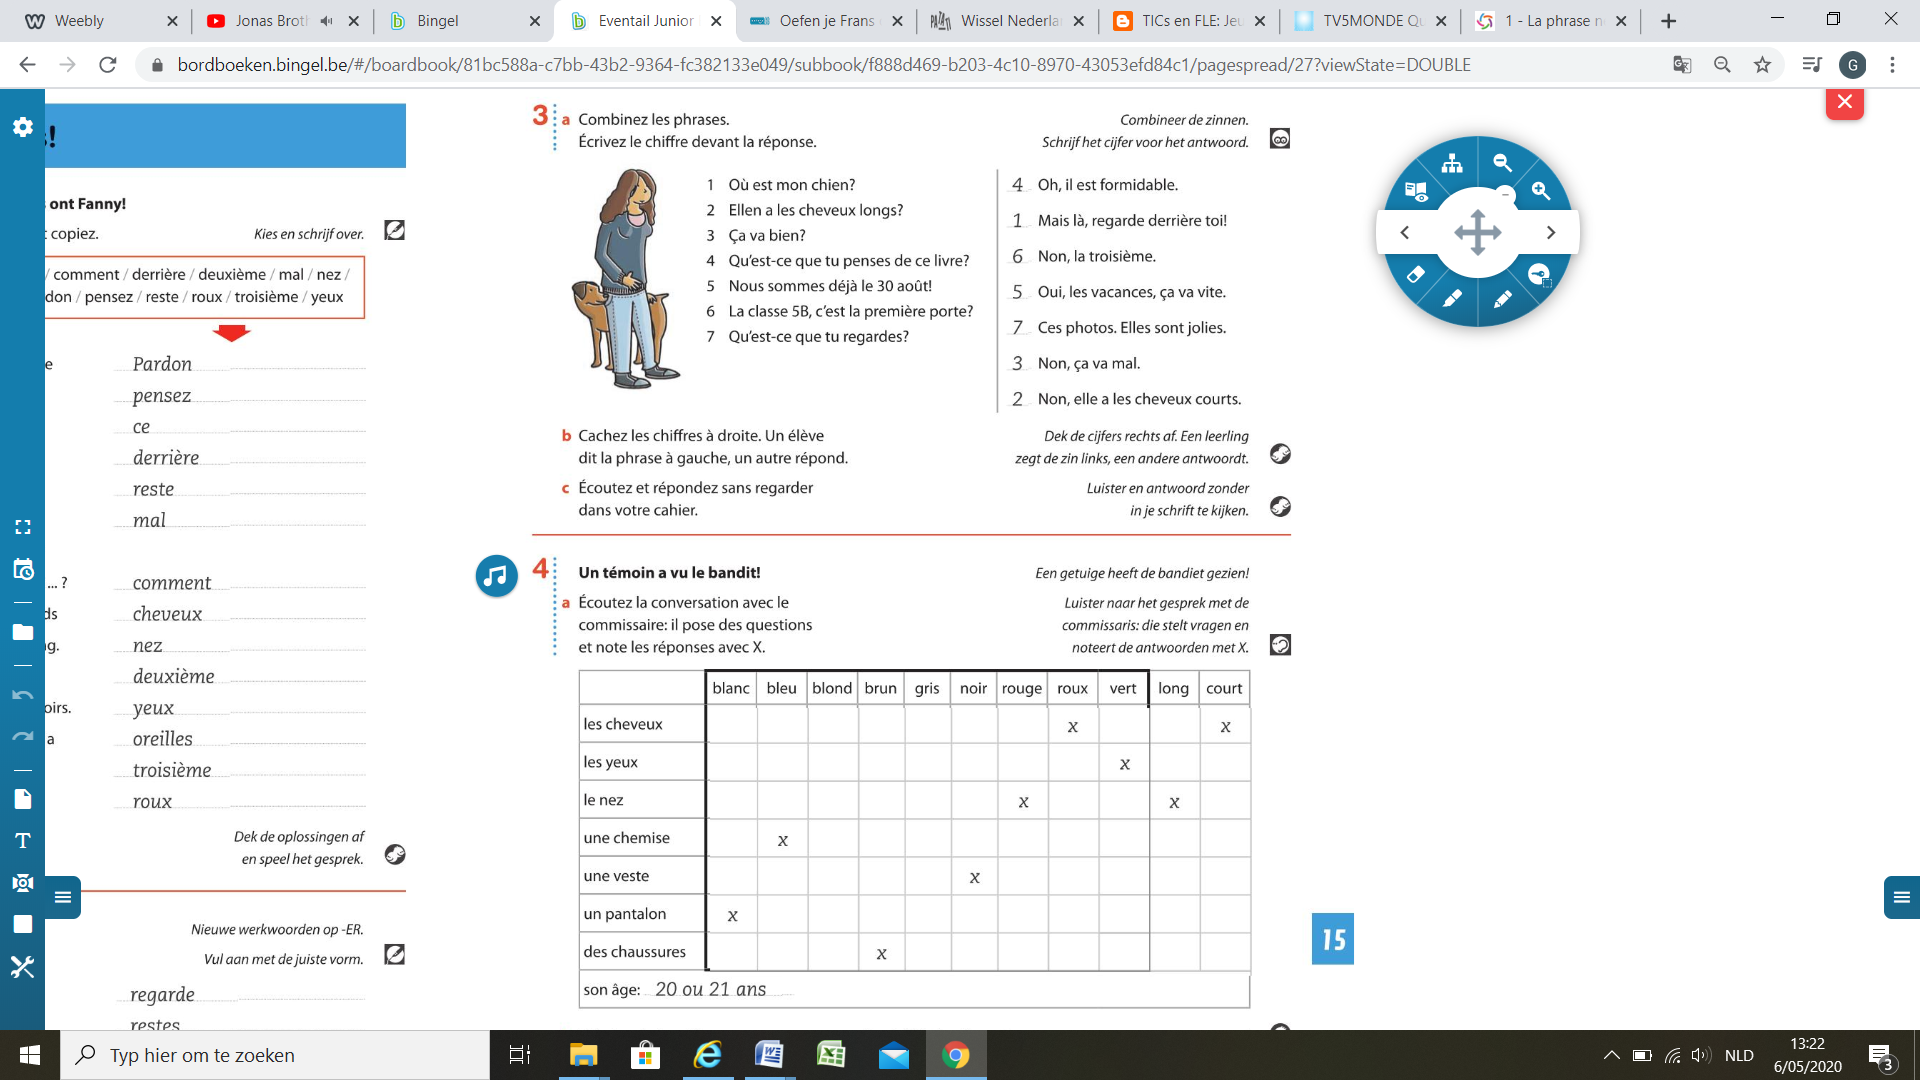 Weebly
Jonas Brotl
Bingel
Eventail Junior
Oefen je Frans
Wissel Nederla
TICs en FLE: Jeu
TV5MONDE Qu
1 - La phrase n
bordboeken.bingel.be/#/boardbook/81bc588a-c7bb-43b2-9364-fc382133e049/subbook/f888d469-b203-4c10-8970-43053efd84c1/pagespread/27?viewState=DOUBLE
G
!
ont Fanny!
copiez.
Kies en schrijf over.
/ comment / derrière / deuxième / mal / nez /
don / pensez / reste / roux / troisième / yeux
e
Pardon
pensez
ce
derrière
reste
mal
... ?
comment
ds
cheveux
ng.
nez
deuxième
oirs.
yeux
a
oreilles
troisième
roux
Dek de oplossingen af
en speel het gesprek.
Nieuwe werkwoorden op -ER.
Vul aan met de juiste vorm.
regarde
restes
3
a Combinez les phrases.
Combineer de zinnen.
Écrivez le chiffre devant la réponse.
Schrijf het cijfer voor het antwoord.
1 Où est mon chien?
2 Ellen a les cheveux longs?
3 Ça va bien?
4 Qu'est-ce que tu penses de ce livre?
5 Nous sommes déjà le 30 août!
6 La classe 5B, c'est la première porte?
7 Qu'est-ce que tu regardes?
4 Oh, il est formidable.
1 Mais là, regarde derrière toi!
6 Non, la troisième.
5 Oui, les vacances, ça va vite.
7 Ces photos. Elles sont jolies.
3 Non, ça va mal.
2 Non, elle a les cheveux courts.
b Cachez les chiffres à droite. Un élève
dit la phrase à gauche, un autre répond.
Dek de cijfers rechts af. Een leerling
zegt de zin links, een andere antwoordt.
c Écoutez et répondez sans regarder
dans votre cahier.
Luister en antwoord zonder
in je schrift te kijken.
4
Un témoin a vu le bandit!
Een getuige heeft de bandiet gezien!
a Écoutez la conversation avec le
commissaire: il pose des questions
et note les réponses avec X.
Luister naar het gesprek met de
commissaris: die stelt vragen en
noteert de antwoorden met X.
blanc bleu blond brun gris noir rouge roux vert long court
les cheveux x x
les yeux x
le nez x x
une chemise x
une veste x
un pantalon x
des chaussures x
son âge: 20 ou 21 ans
15
T
Typ hier om te zoeken
NLD
13:22
6/05/2020
3